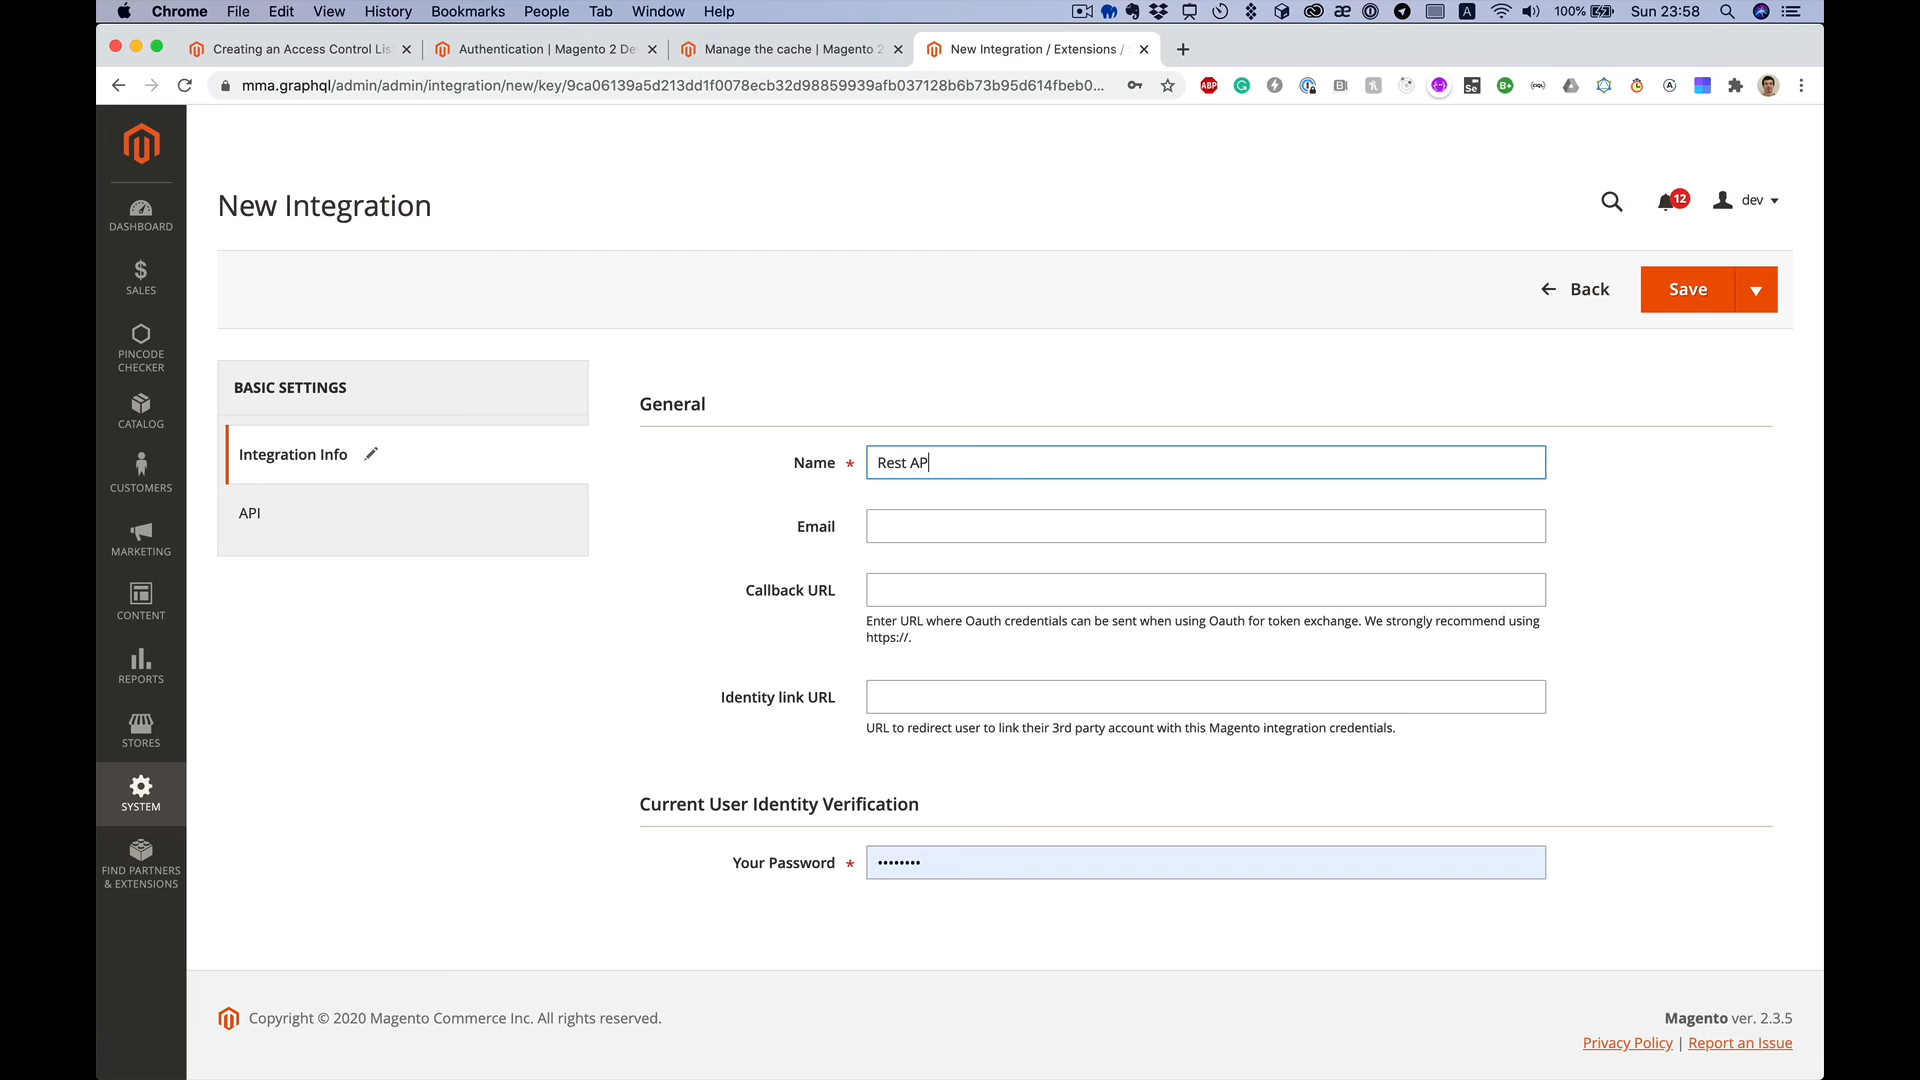 Chrome File Edit View History Bookmarks People Tab Window Help 100% Sun 23:58
Creating an Access Control Lis Authentication | Magento 2 De Manage the cache | Magento 2 New Integration / Extensions /
mma.graphql/admin/admin/integration/new/key/9ca06139a5d213dd1f0078ecb32d98859939afb037128b6b73b95d614fbeb0...
New Integration
12
dev
Back
Save
DASHBOARD
SALES
PINCODE
CHECKER
CATALOG
CUSTOMERS
MARKETING
CONTENT
REPORTS
STORES
SYSTEM
FIND PARTNERS
& EXTENSIONS
BASIC SETTINGS
Integration Info
API
General
Name * Rest AP
Email
Callback URL
Enter URL where Oauth credentials can be sent when using Oauth for token exchange. We strongly recommend using
https://.
Identity link URL
URL to redirect user to link their 3rd party account with this Magento integration credentials.
Current User Identity Verification
Your Password * ••••••••
Copyright © 2020 Magento Commerce Inc. All rights reserved.
Magento ver. 2.3.5
Privacy Policy | Report an Issue